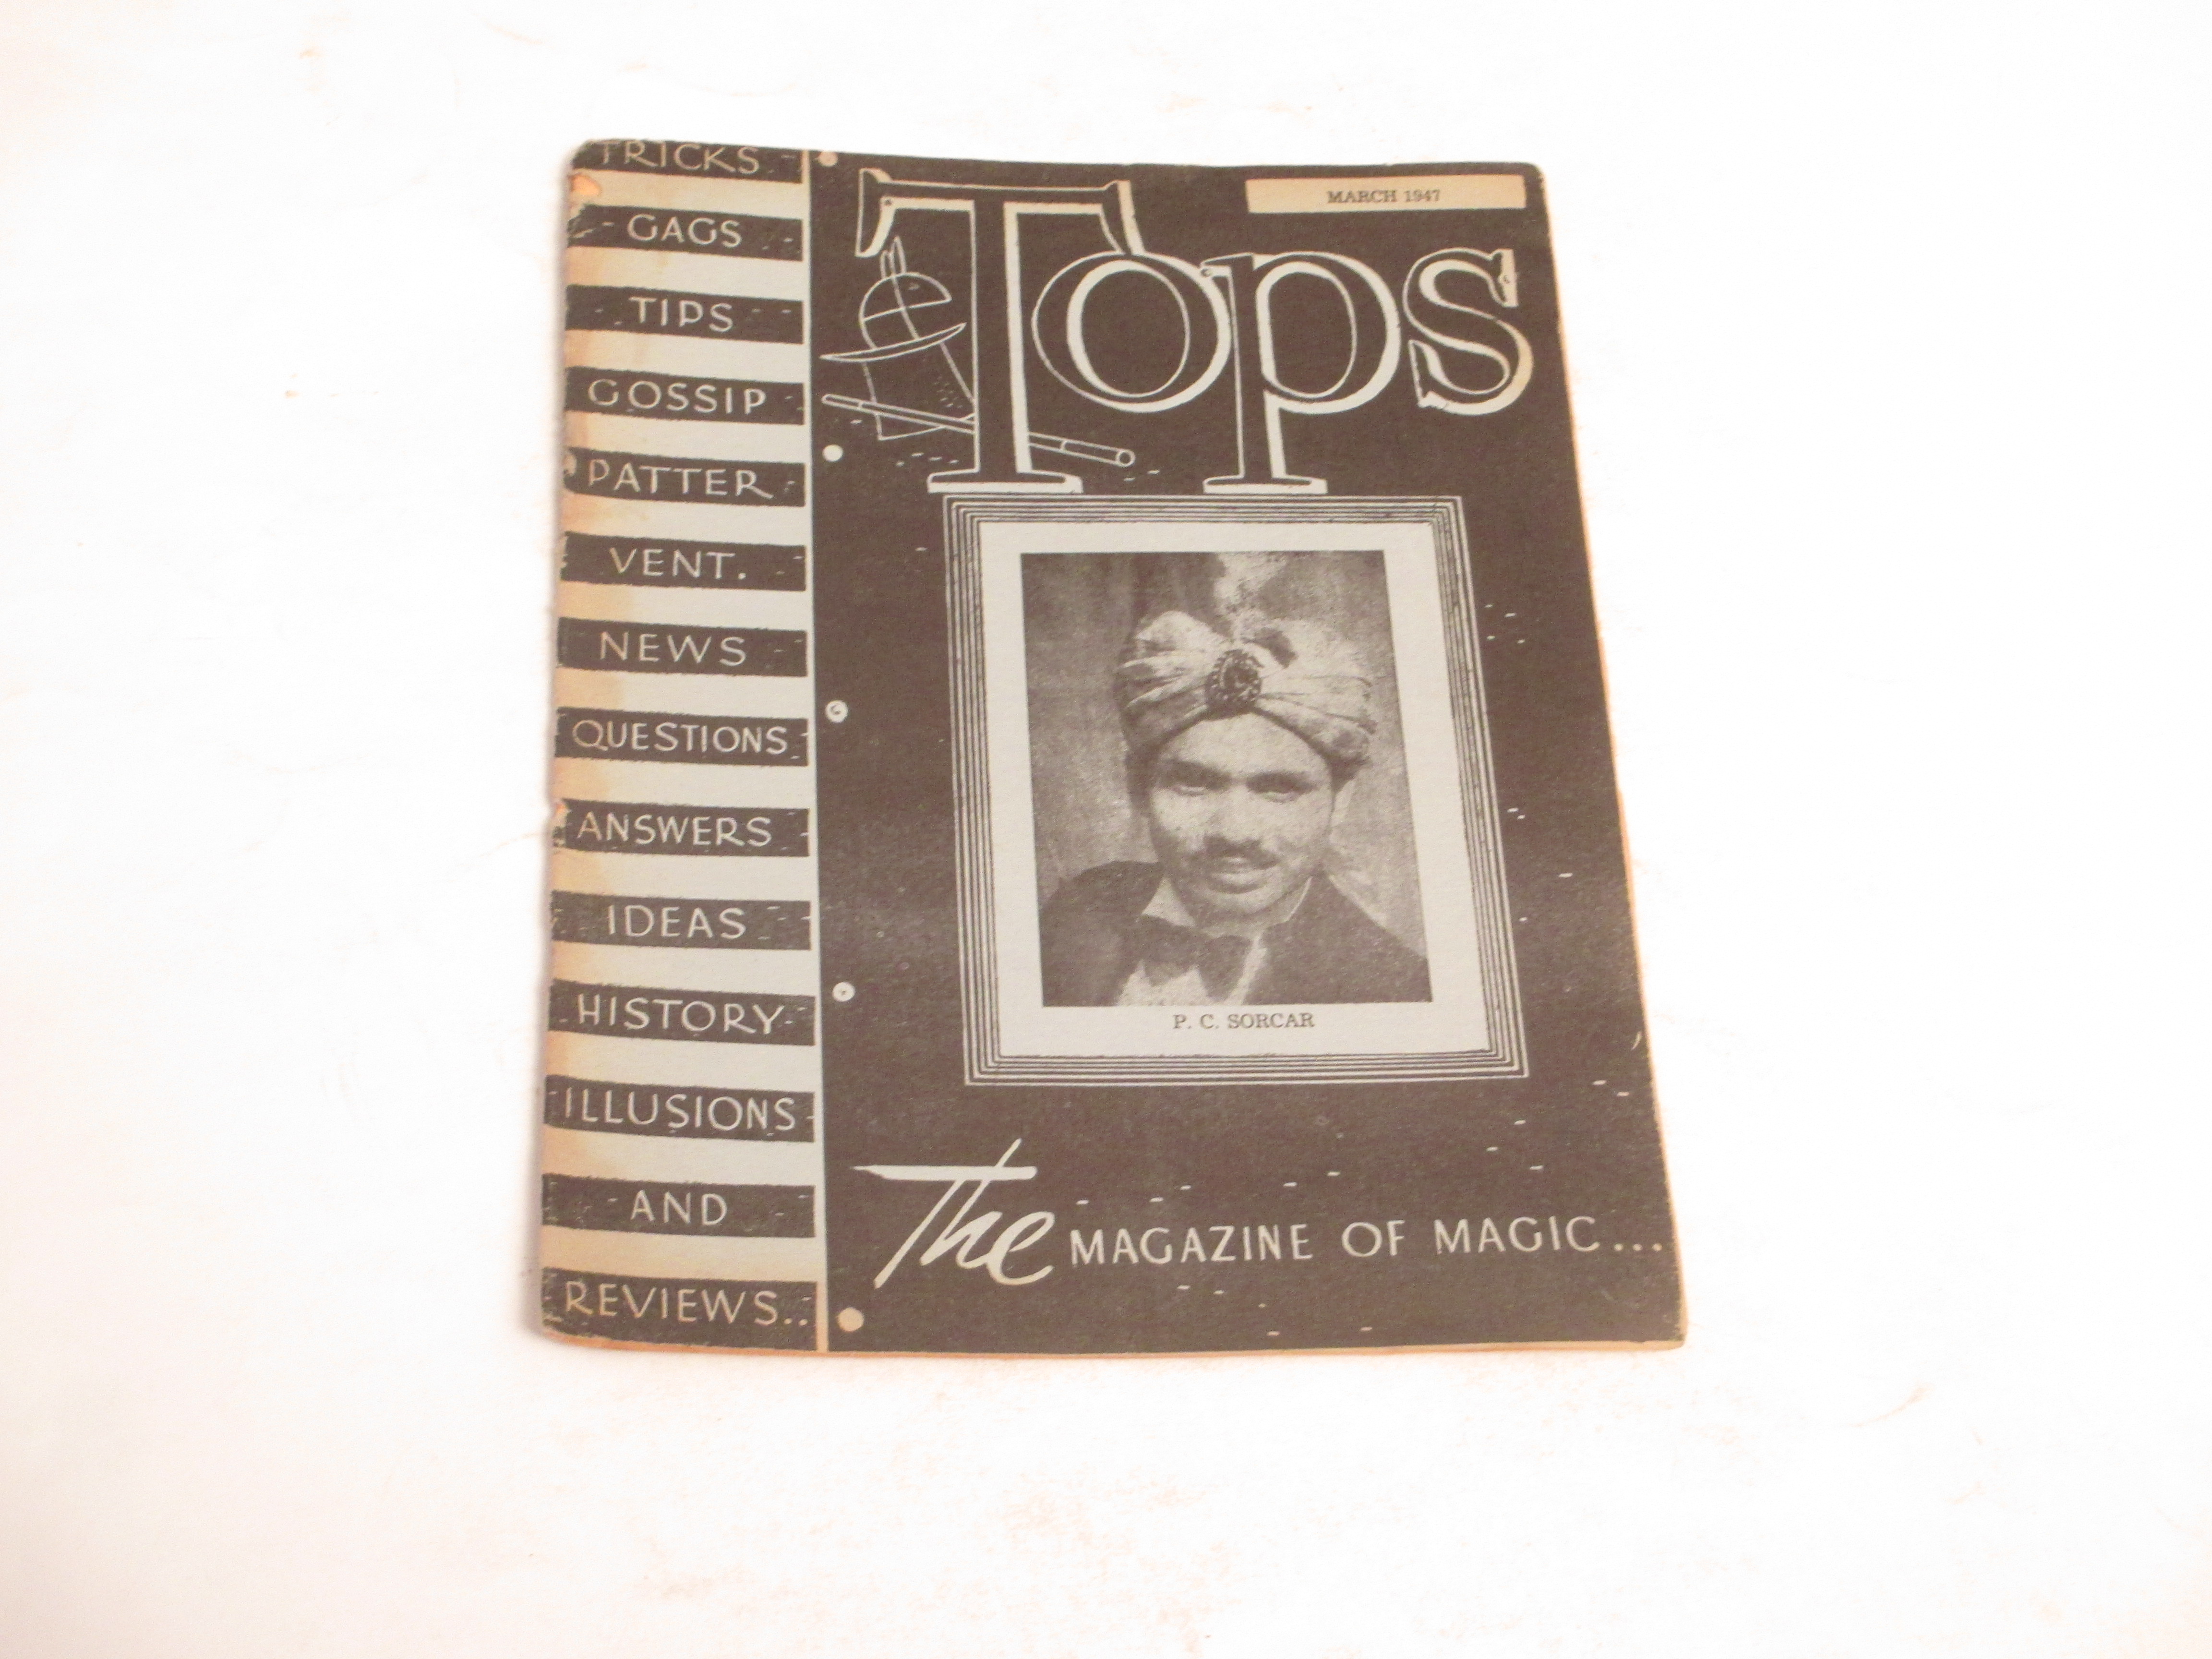 TRICKS
GAGS
TIPS
GOSSIP
PATTER
VENT.
NEWS
QUESTIONS
ANSWERS
IDEAS
HISTORY
ILLUSIONS
AND
REVIEWS..
MARCH 1947
Tops
P. C. SORCAR
The MAGAZINE OF MAGIC...